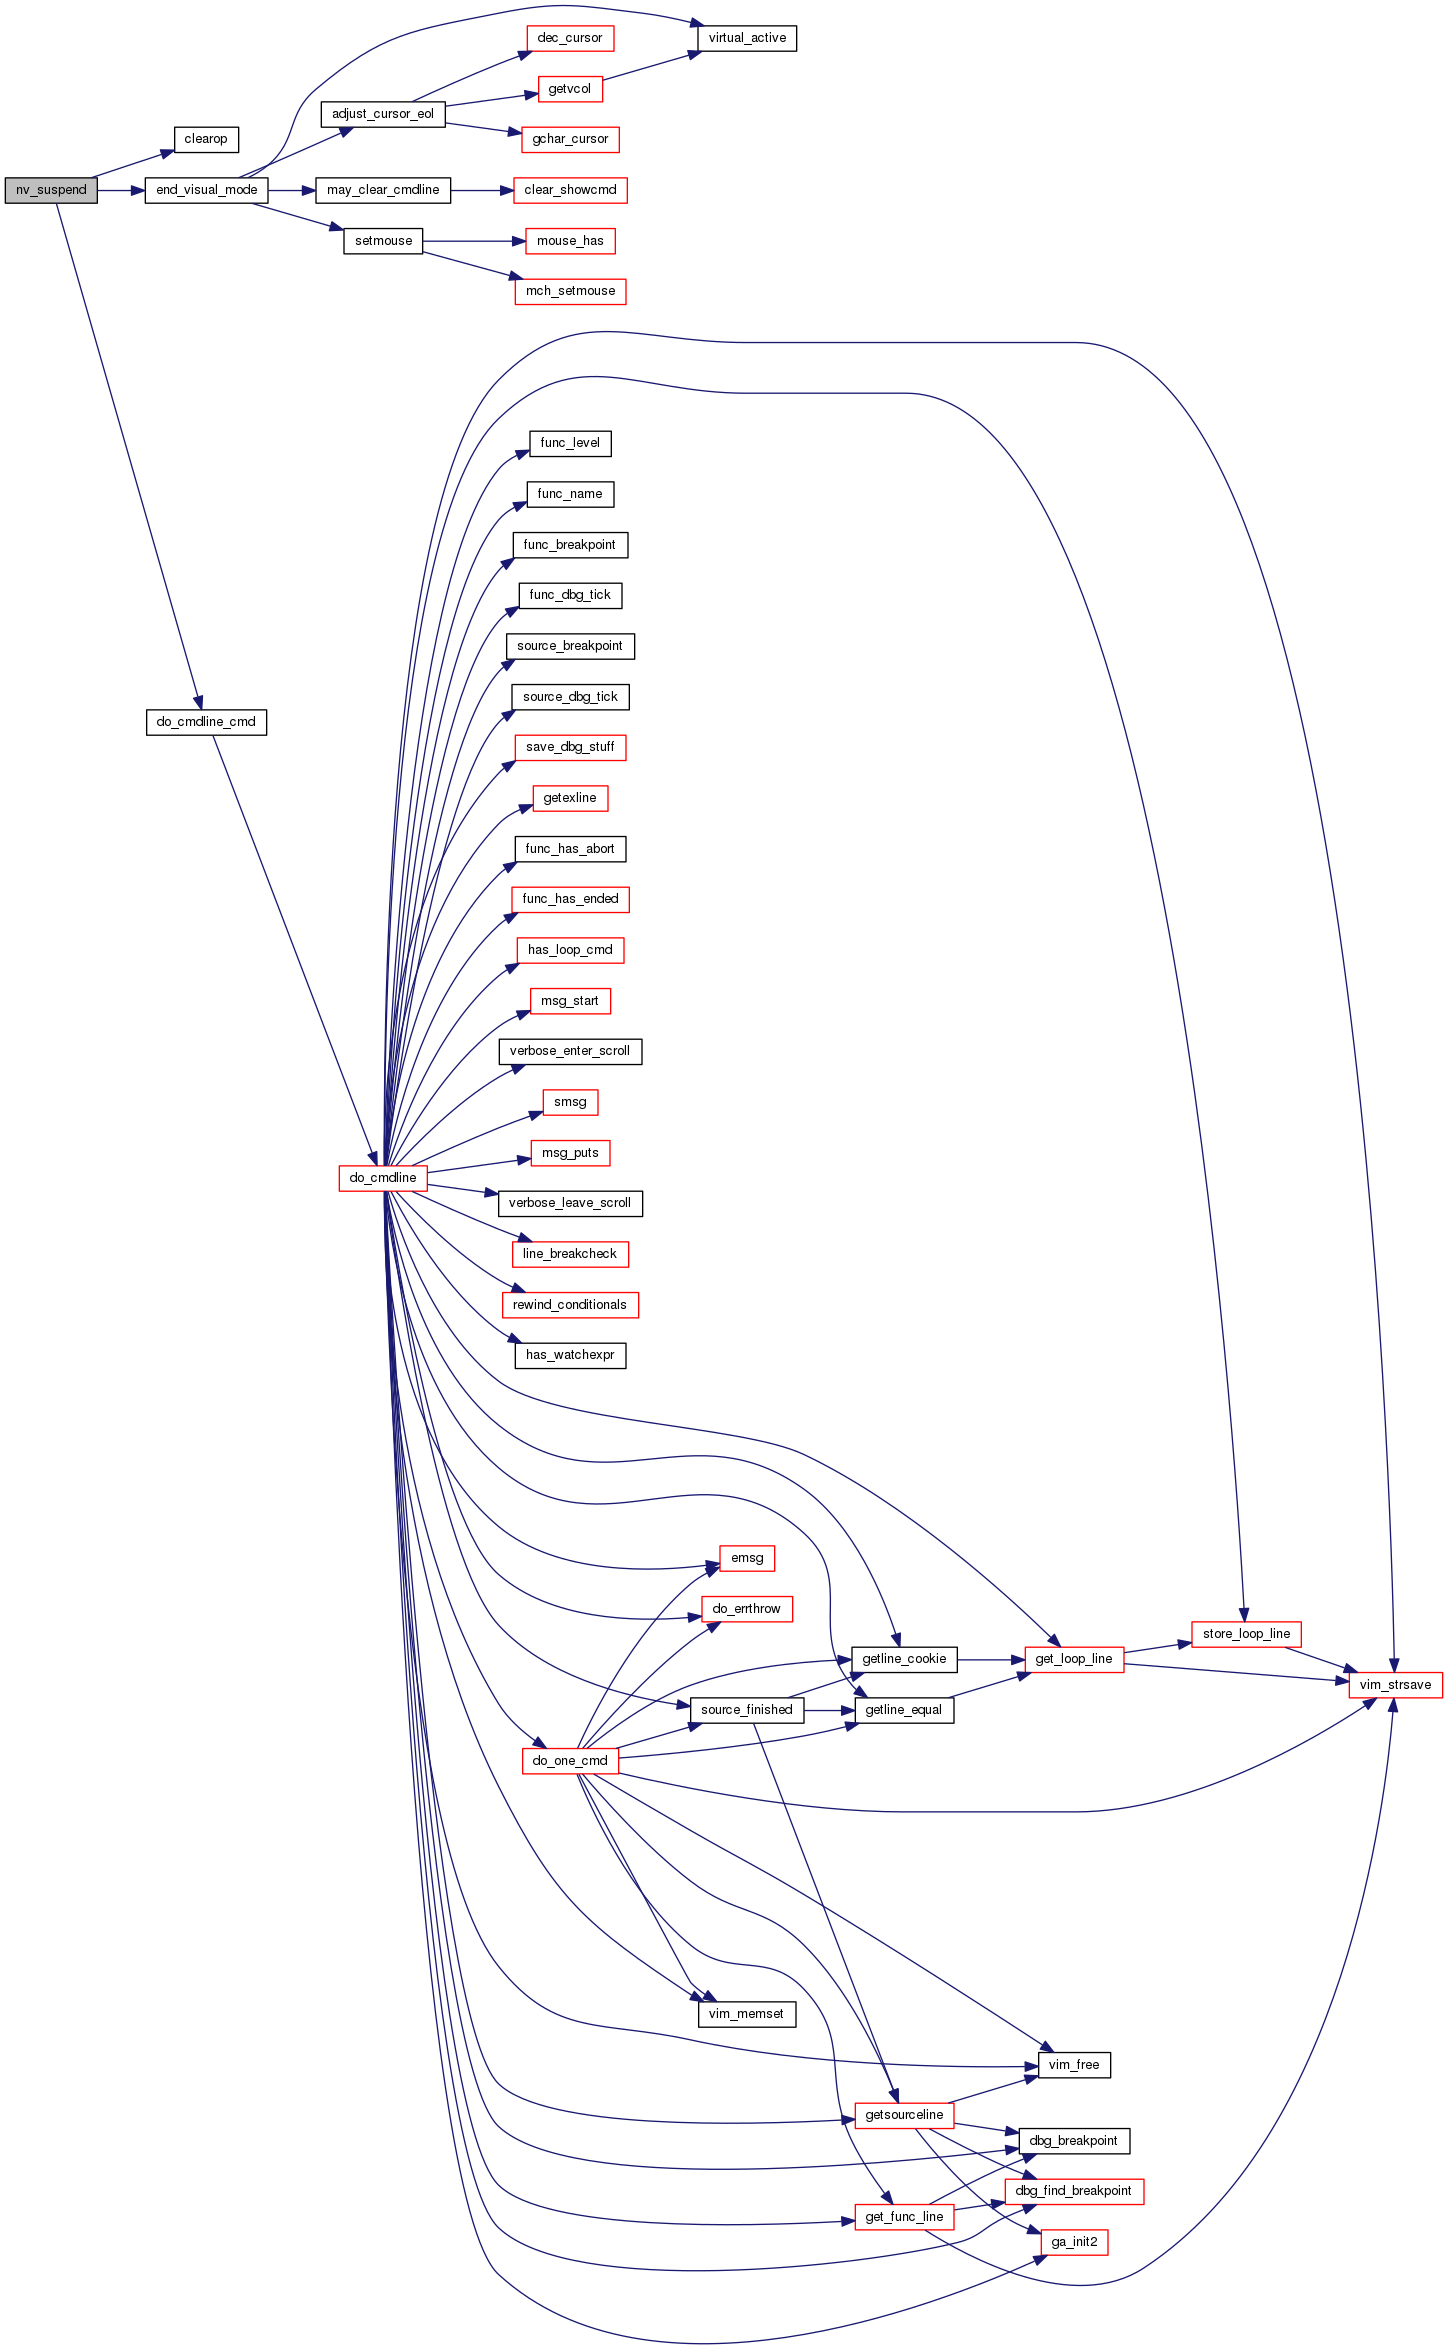 virtual_active
dec_cursor
getvcol
adjust_cursor_eol
clearop
gchar_cursor
nv_suspend
end_visual_mode
may_clear_cmdline
clear_showcmd
setmouse
mouse_has
mch_setmouse
func_level
func_name
func_breakpoint
func_dbg_tick
source_breakpoint
source_dbg_tick
do_cmdline_cmd
save_dbg_stuff
getexline
func_has_abort
func_has_ended
has_loop_cmd
msg_start
verbose_enter_scroll
smsg
msg_puts
do_cmdline
verbose_leave_scroll
line_breakcheck
rewind_conditionals
has_watchexpr
emsg
do_errthrow
store_loop_line
getline_cookie
get_loop_line
vim_strsave
source_finished
getline_equal
do_one_cmd
vim_memset
vim_free
getsourceline
dbg_breakpoint
dbg_find_breakpoint
get_func_line
ga_init2